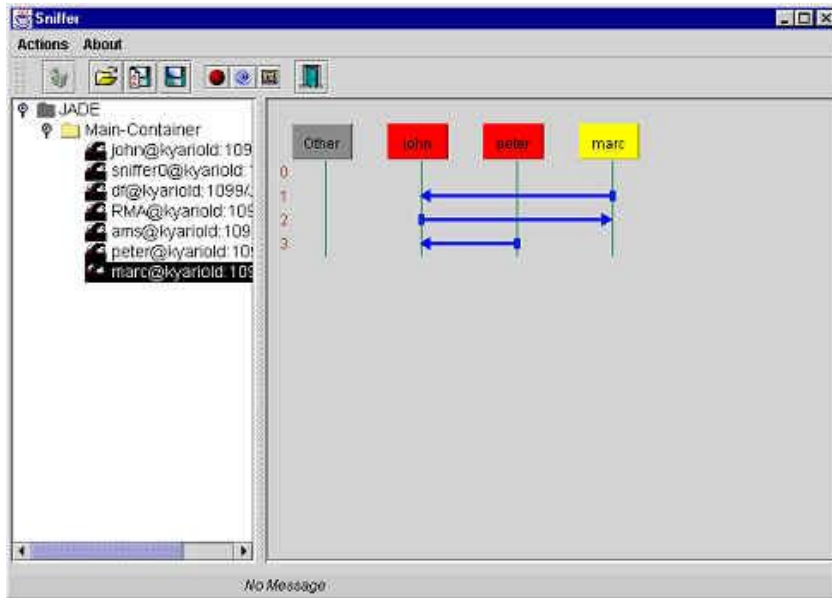 Sniffer
Actions About
JADE
Main-Container
john@kyariold:109
sniffer0@kyariold:
df@kyariold:1099/
RMA@kyariold:109
ams@kyariold:109
peter@kyariold:10
marc@kyariold:109
Other john peter marc
0
1
2
3
No Message